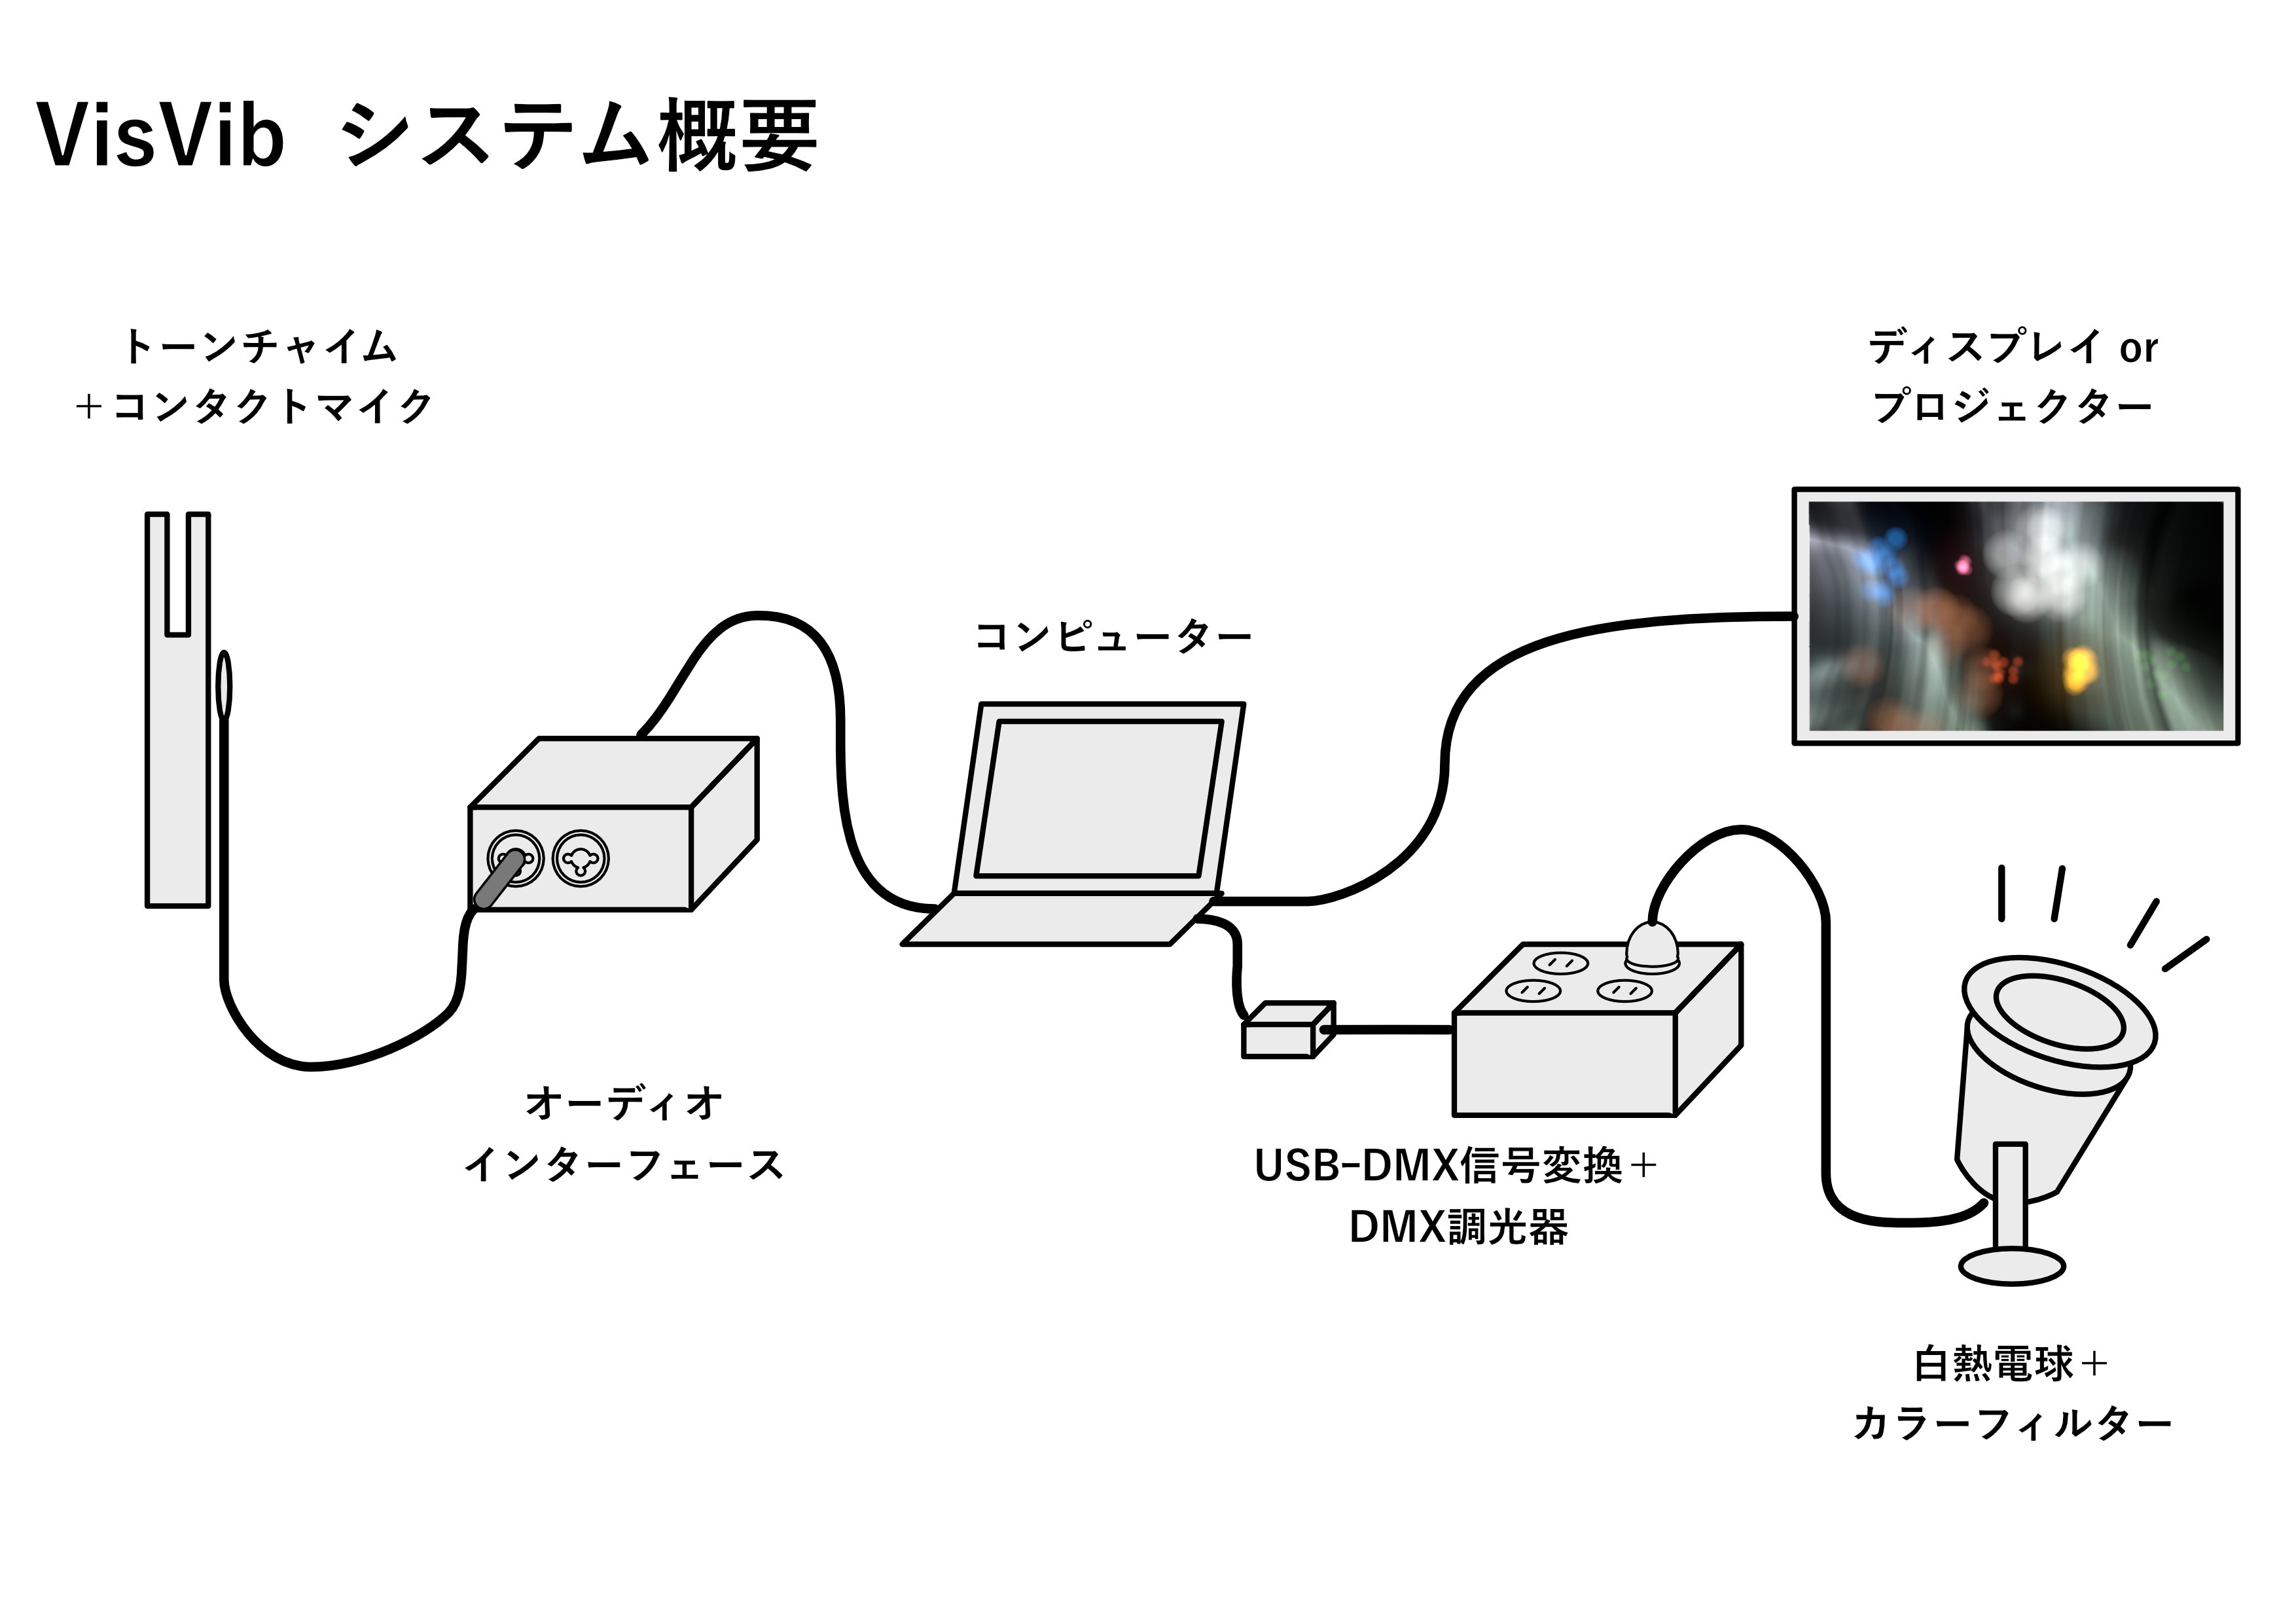 VisVib システム概要
トーンチャイム
＋コンタクトマイク
ディスプレイ or
プロジェクター
コンピューター
オーディオ
インターフェース
USB-DMX信号変換＋
DMX調光器
白熱電球＋
カラーフィルター